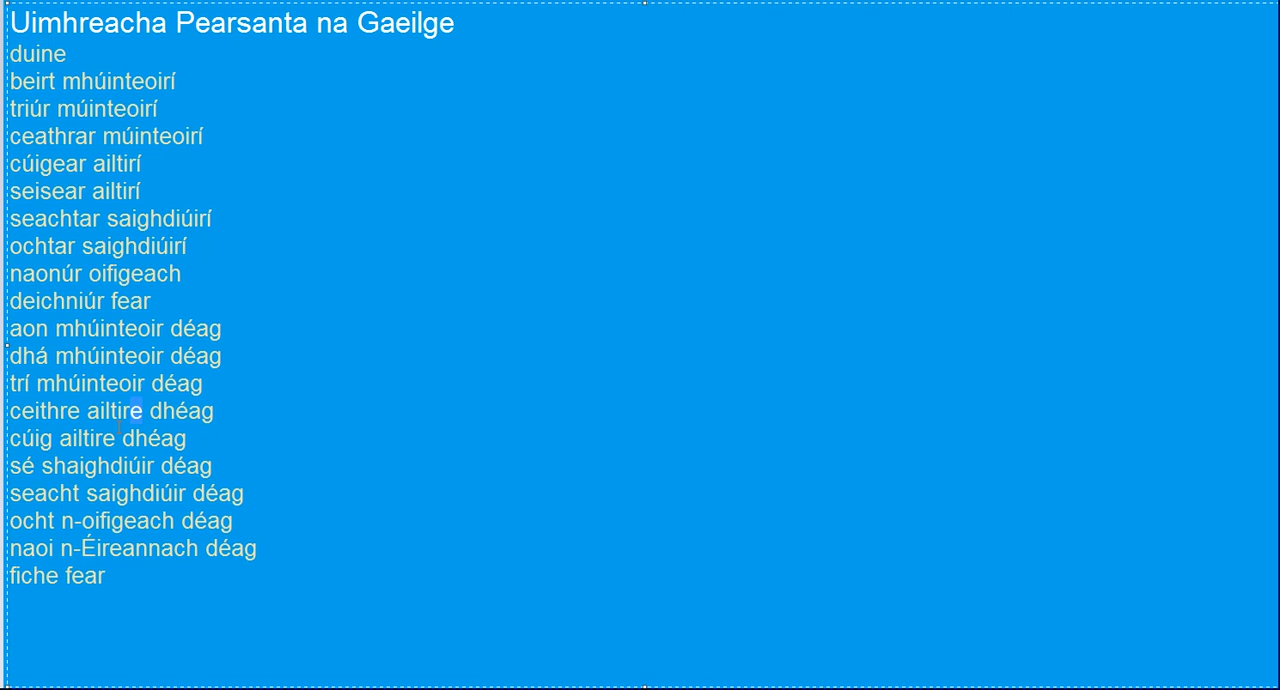 Uimhreacha Pearsanta na Gaeilge
duine
beirt mhúinteoirí
triúr múinteoirí
ceathrar múinteoirí
cúigear ailtirí
seisear ailtirí
seachtar saighdiúirí
ochtar saighdiúirí
naonúr oifigeach
deichniúr fear
aon mhúinteoir déag
dhá mhúinteoir déag
trí mhúinteoir déag
ceithre ailtire dhéag
cúig ailtire dhéag
sé shaighdiúir déag
seacht saighdiúir déag
ocht n-oifigeach déag
naoi n-Éireannach déag
fiche fear